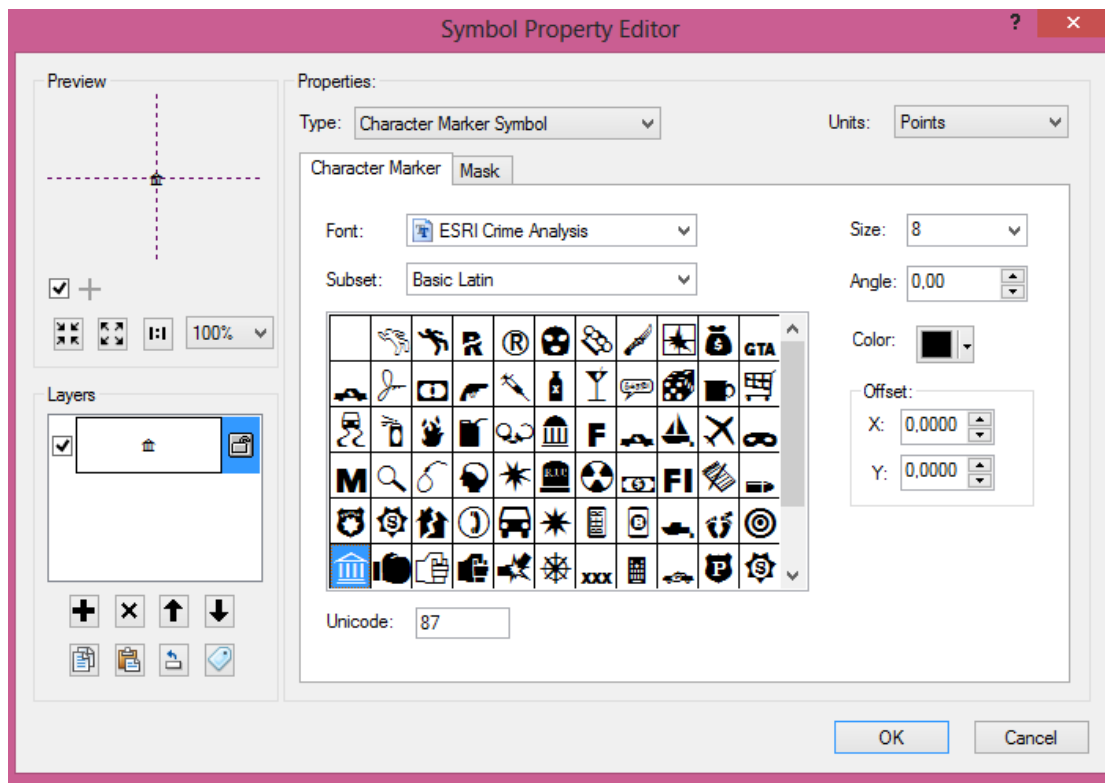 Symbol Property Editor
? ×
Preview
100%
Layers
Properties:
Type: Character Marker Symbol
Units: Points
Character Marker
Mask
Font: ESRI Crime Analysis
Size: 8
Subset: Basic Latin
Angle: 0,00
R ® $ GTA
Color:
F
Offset:
X: 0,0000
M R.I.P. FI
Y: 0,0000
S
xxx P S
Unicode: 87
OK
Cancel